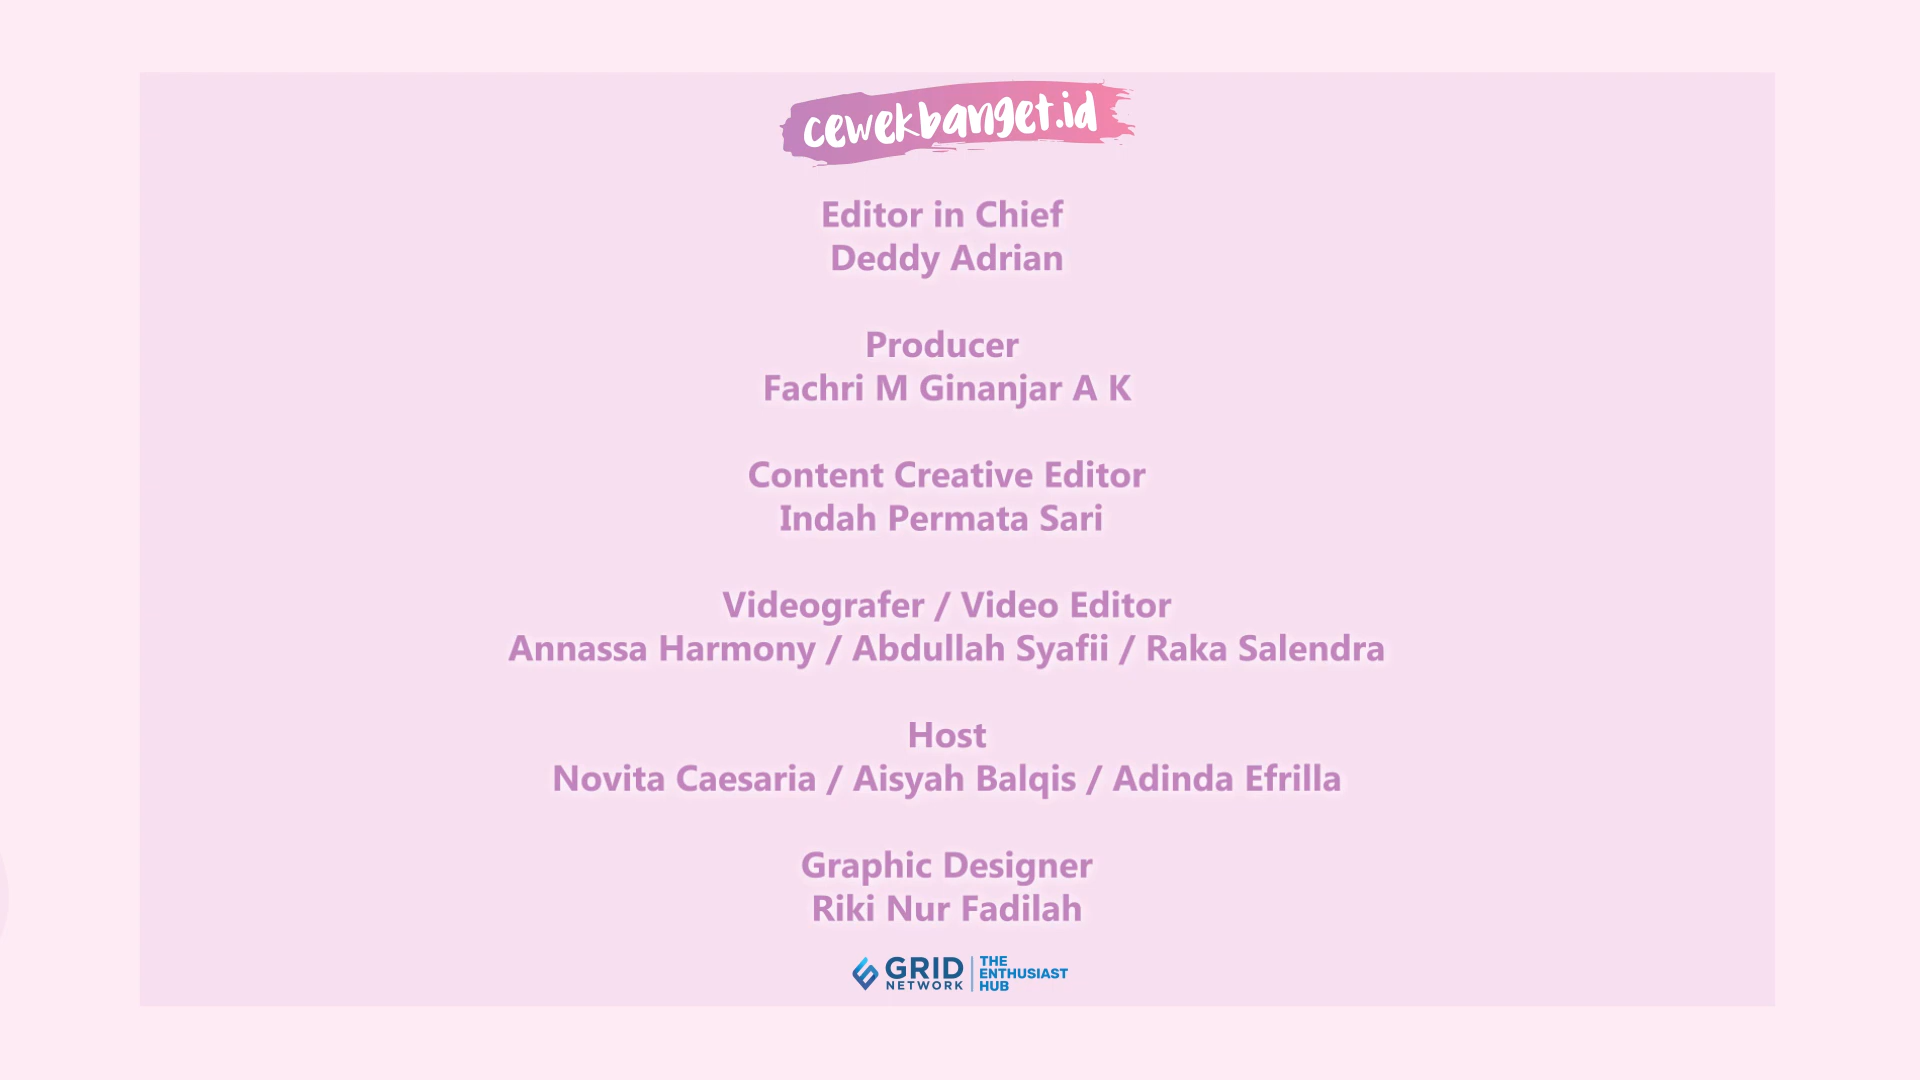 cewekbanget.id
Editor in Chief
Deddy Adrian
Producer
Fachri M Ginanjar A K
Content Creative Editor
Indah Permata Sari
Videografer / Video Editor
Annassa Harmony / Abdullah Syafii / Raka Salendra
Host
Novita Caesaria / Aisyah Balqis / Adinda Efrilla
Graphic Designer
Riki Nur Fadilah
GRID
NETWORK
THE
ENTHUSIAST
HUB